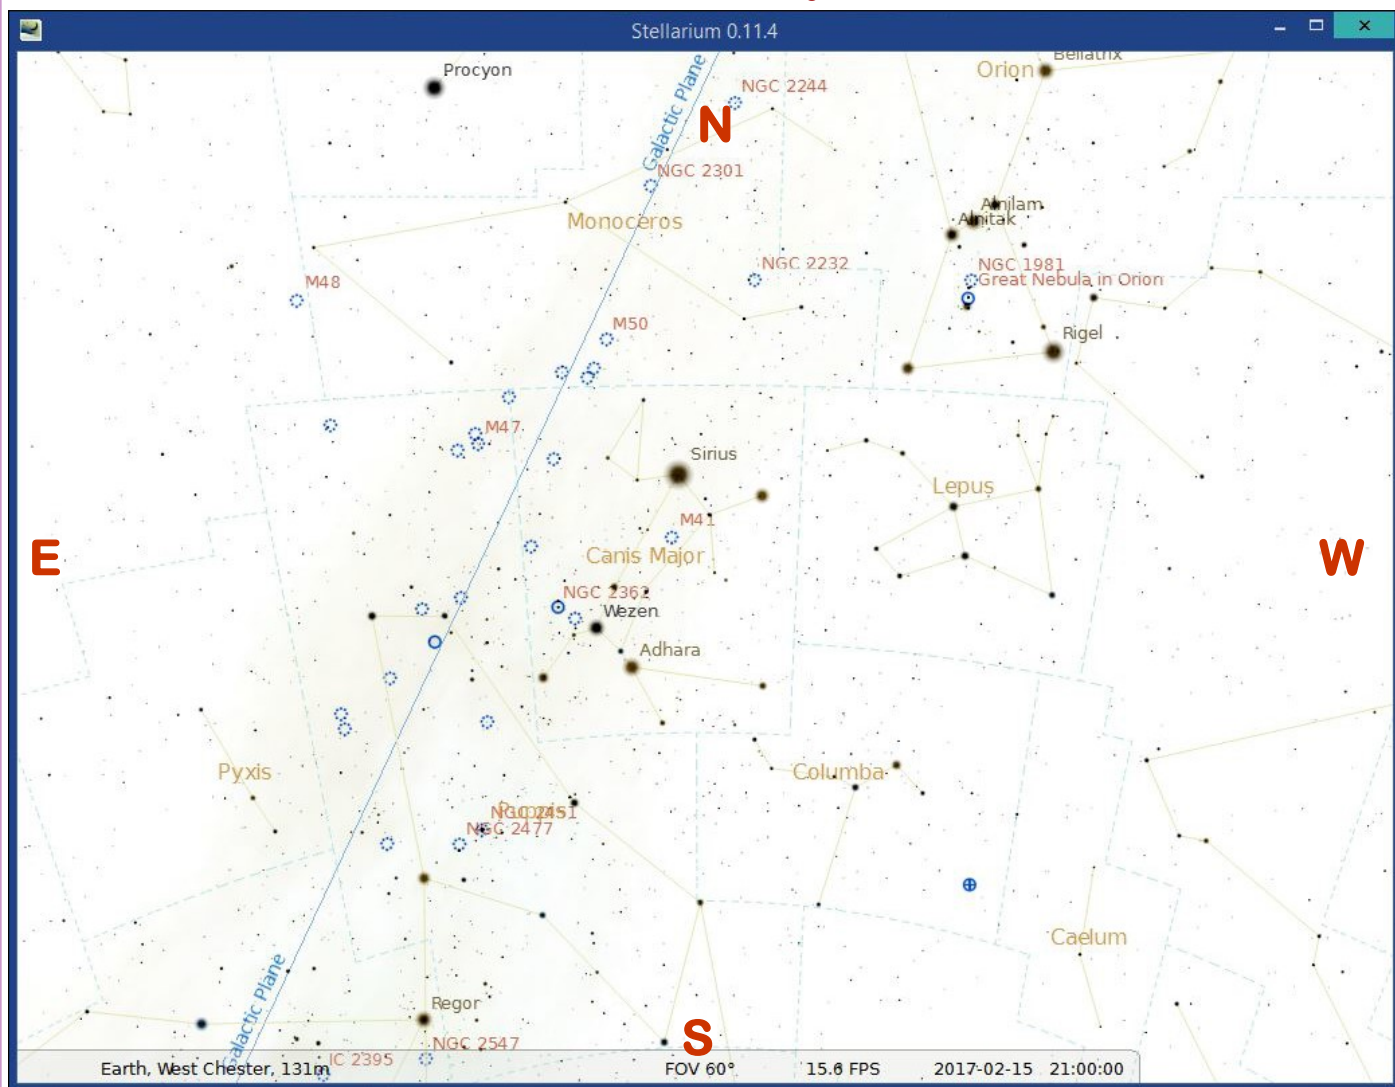 Stellarium 0.11.4
Bellatrix
Orion
Procyon
NGC 2244
N
Galactic Plane
NGC 2301
Alnilam
Alnitak
Monoceros
NGC 2232
NGC 1981
Great Nebula in Orion
M48
M50
Rigel
M47
Sirius
Lepus
M41
E
Canis Major
W
NGC 2362
Wezen
Adhara
Pyxis
Columba
Puppis
NGC 2451
NGC 2477
Caelum
Galactic Plane
Regor
S
NGC 2547
IC 2395
Earth, West Chester, 131m
FOV 60°
15.6 FPS
2017-02-15
21:00:00